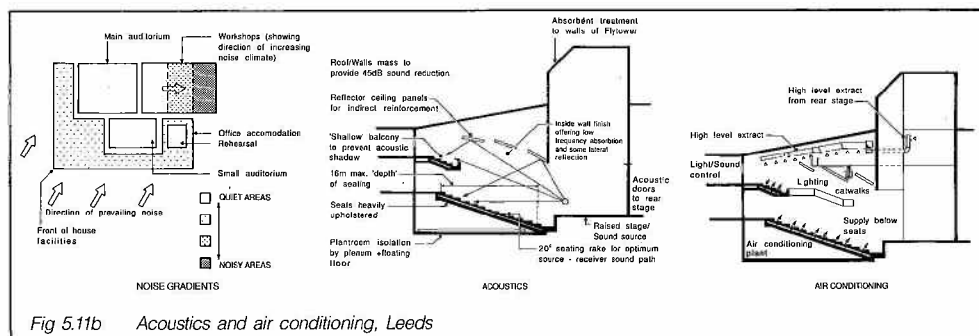 Main auditorium
Workshops (showing
direction of increasing
noise climate)
Office accomodation
Rehearsal
Small auditorium
Direction of prevailing noise
Front of house
facilities
QUIET AREAS
NOISY AREAS
NOISE GRADIENTS
Absorbent treatment
to walls of Flytower
Roof/Walls mass to
provide 45dB sound reduction
Reflector ceiling panels
for indirect reinforcement
'Shallow' balcony
to prevent acoustic
shadow
16m max. 'depth'
of seating
Seats heavily
upholstered
Plantroom isolation
by plenum +floating
floor
Inside wall finish
offering low
frequency absorption
and some lateral
reflection
Acoustic
doors
to rear
stage
Raised stage/
Sound source
20° seating rake for optimum
source - receiver sound path
ACOUSTICS
High level extract
from rear stage
High level extract
Light/Sound
control
Lighting catwalks
Supply below
seats
Air conditioning
plant
AIR CONDITIONING
Fig 5.11b Acoustics and air conditioning, Leeds